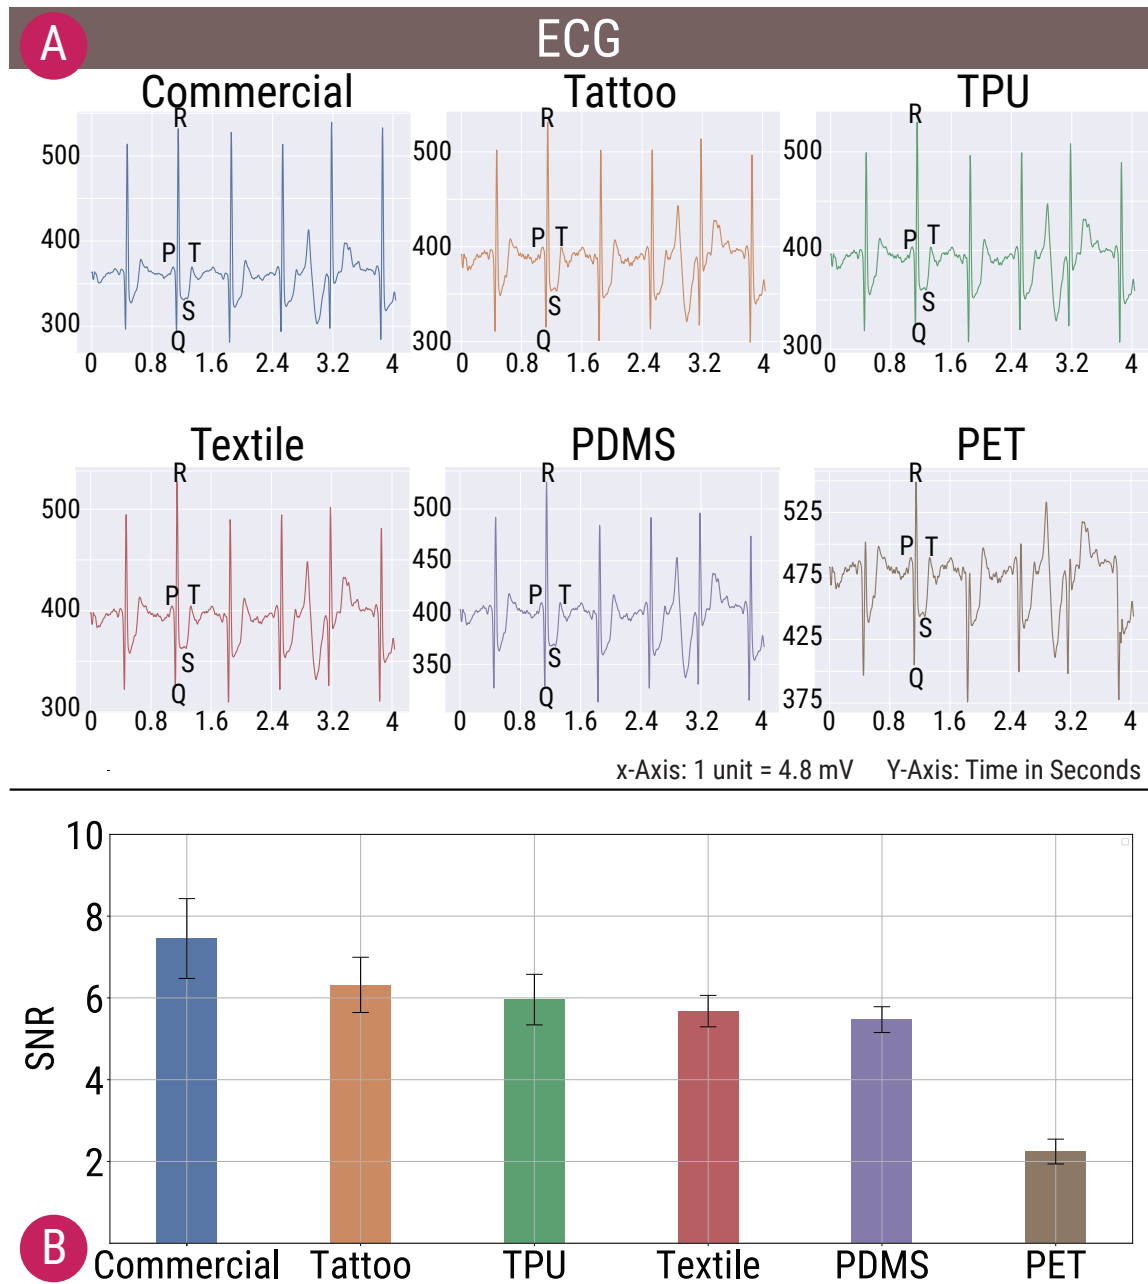 A
ECG
Commercial
Tattoo
TPU
R
R
R
500
400
300
P
T
S
Q
0 0.8 1.6 2.4 3.2 4
500
400
300
P
T
S
Q
0 0.8 1.6 2.4 3.2 4
500
400
300
P
T
S
Q
0 0.8 1.6 2.4 3.2 4
Textile
PDMS
PET
R
R
R
500
400
300
P
T
S
Q
0 0.8 1.6 2.4 3.2 4
500
450
400
350
P
T
S
Q
0 0.8 1.6 2.4 3.2 4
525
475
425
375
P
T
S
Q
0 0.8 1.6 2.4 3.2 4
x-Axis: 1 unit = 4.8 mV Y-Axis: Time in Seconds
B
SNR
10
8
6
4
2
Commercial Tattoo TPU Textile PDMS PET